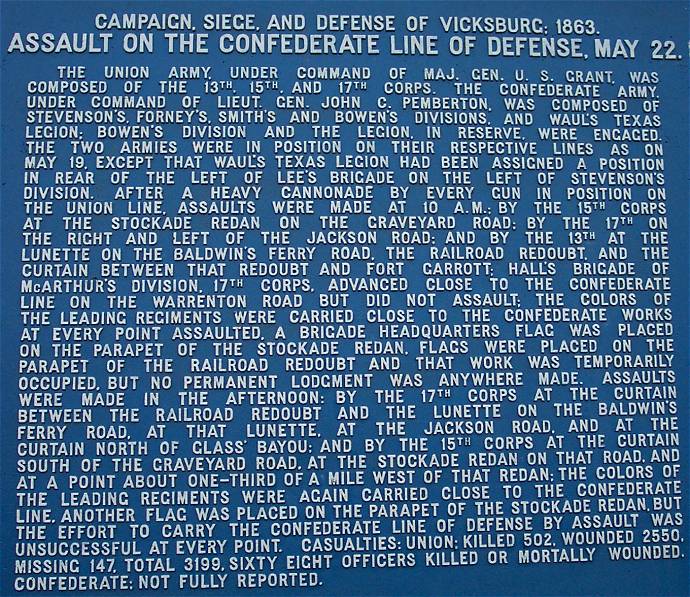 CAMPAIGN, SIEGE, AND DEFENSE OF VICKSBURG; 1863.
ASSAULT ON THE CONFEDERATE LINE OF DEFENSE, MAY 22.
THE UNION ARMY, UNDER COMMAND OF MAJ. GEN. U. S. GRANT, WAS
COMPOSED OF THE 13TH, 15TH, AND 17TH CORPS. THE CONFEDERATE ARMY,
UNDER COMMAND OF LIEUT. GEN. JOHN C. PEMBERTON, WAS COMPOSED OF
STEVENSON'S, FORNEY'S, SMITH'S AND BOWEN'S DIVISIONS, AND WAUL'S TEXAS
LEGION; BOWEN'S DIVISION AND THE LEGION, IN RESERVE, WERE ENGAGED.
THE TWO ARMIES WERE IN POSITION ON THEIR RESPECTIVE LINES AS ON
MAY 19, EXCEPT THAT WAUL'S TEXAS LEGION HAD BEEN ASSIGNED A POSITION
IN REAR OF THE LEFT OF LEE'S BRIGADE ON THE LEFT OF STEVENSON'S
DIVISION. AFTER A HEAVY CANNONADE BY EVERY GUN IN POSITION ON
THE UNION LINE, ASSAULTS WERE MADE AT 10 A.M.: BY THE 15TH CORPS
AT THE STOCKADE REDAN ON THE GRAVEYARD ROAD; BY THE 17TH ON
THE RIGHT AND LEFT OF THE JACKSON ROAD; AND BY THE 13TH AT THE
LUNETTE ON THE BALDWIN'S FERRY ROAD, THE RAILROAD REDOUBT, AND THE
CURTAIN BETWEEN THAT REDOUBT AND FORT GARROTT; HALL'S BRIGADE OF
McARTHUR'S DIVISION, 17TH CORPS, ADVANCED CLOSE TO THE CONFEDERATE
LINE ON THE WARRENTON ROAD BUT DID NOT ASSAULT; THE COLORS OF
THE LEADING REGIMENTS WERE CARRIED CLOSE TO THE CONFEDERATE WORKS
AT EVERY POINT ASSAULTED, A BRIGADE HEADQUARTERS FLAG WAS PLACED
ON THE PARAPET OF THE STOCKADE REDAN, FLAGS WERE PLACED ON THE
PARAPET OF THE RAILROAD REDOUBT AND THAT WORK WAS TEMPORARILY
OCCUPIED, BUT NO PERMANENT LODGMENT WAS ANYWHERE MADE. ASSAULTS
WERE MADE IN THE AFTERNOON: BY THE 17TH CORPS AT THE CURTAIN
BETWEEN THE RAILROAD REDOUBT AND THE LUNETTE ON THE BALDWIN'S
FERRY ROAD, AT THAT LUNETTE, AT THE JACKSON ROAD, AND AT THE
CURTAIN NORTH OF GLASS' BAYOU; AND BY THE 15TH CORPS AT THE CURTAIN
SOUTH OF THE GRAVEYARD ROAD, AT THE STOCKADE REDAN ON THAT ROAD, AND
AT A POINT ABOUT ONE-THIRD OF A MILE WEST OF THAT REDAN; THE COLORS OF
THE LEADING REGIMENTS WERE AGAIN CARRIED CLOSE TO THE CONFEDERATE
LINE, ANOTHER FLAG WAS PLACED ON THE PARAPET OF THE STOCKADE REDAN, BUT
THE EFFORT TO CARRY THE CONFEDERATE LINE OF DEFENSE BY ASSAULT WAS
UNSUCCESSFUL AT EVERY POINT. CASUALTIES: UNION; KILLED 502, WOUNDED 2550,
MISSING 147, TOTAL 3199, SIXTY EIGHT OFFICERS KILLED OR MORTALLY WOUNDED.
CONFEDERATE; NOT FULLY REPORTED.